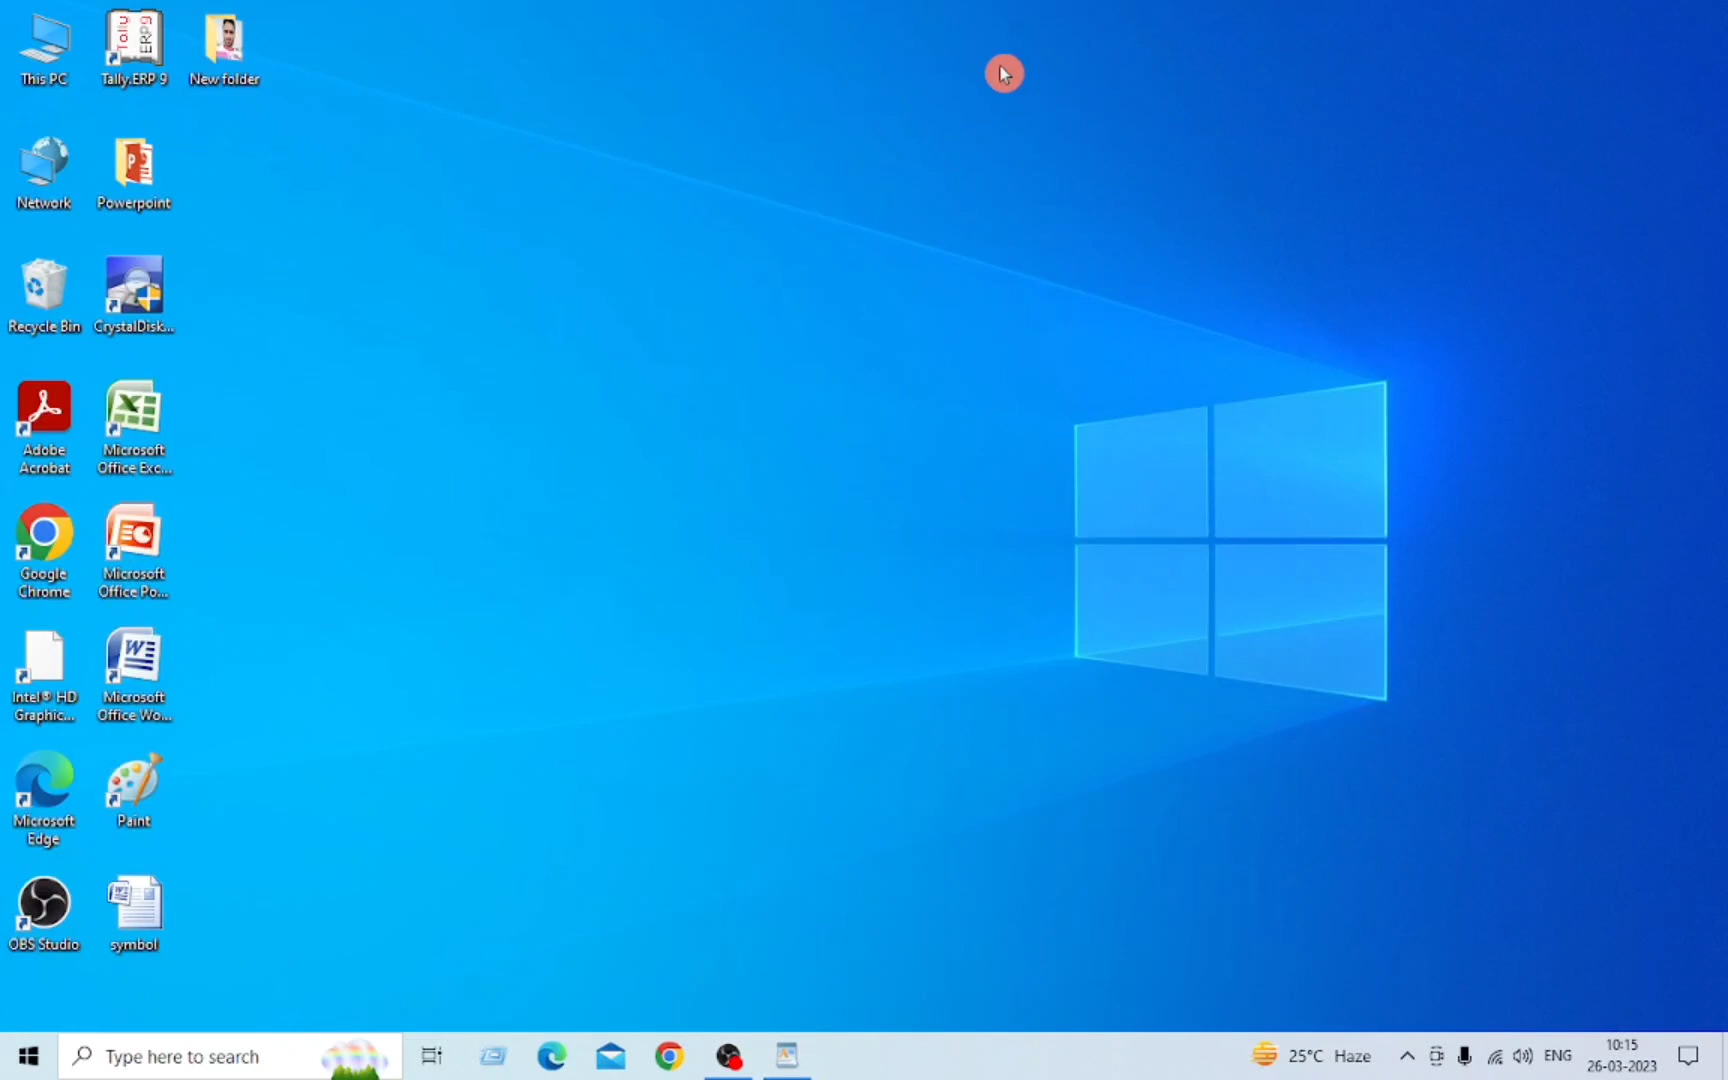 This PC
Tally ERP9
Tally.ERP 9
New folder
Network
Powerpoint
Recycle Bin
CrystalDisk...
Adobe
Acrobat
Microsoft
Office Exc...
Google
Chrome
Microsoft
Office Po...
Intel® HD
Graphic...
Microsoft
Office Wo...
Microsoft
Edge
Paint
OBS Studio
symbol
Type here to search
25°C Haze
ENG
10:15
26-03-2023